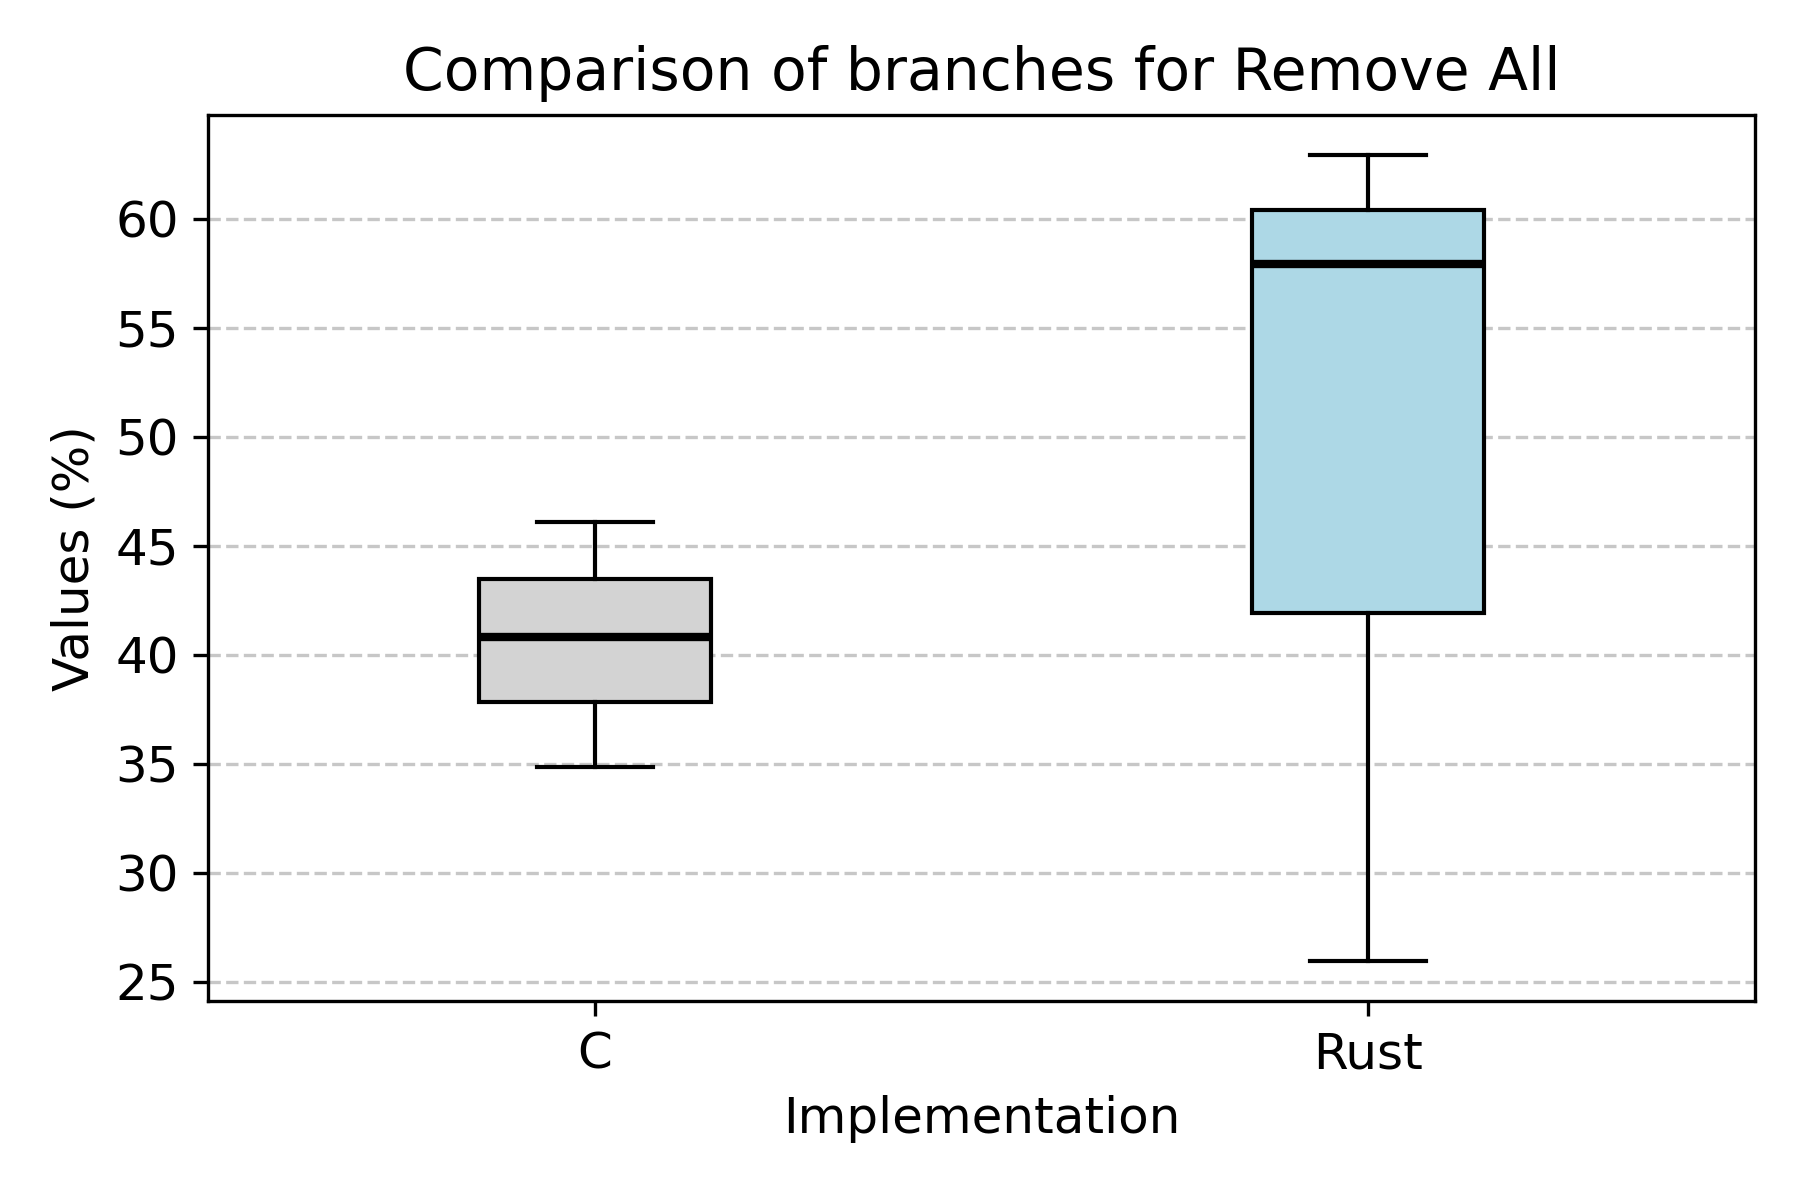 Comparison of branches for Remove All
Values (%)
60
55
50
45
40
35
30
25
C
Rust
Implementation